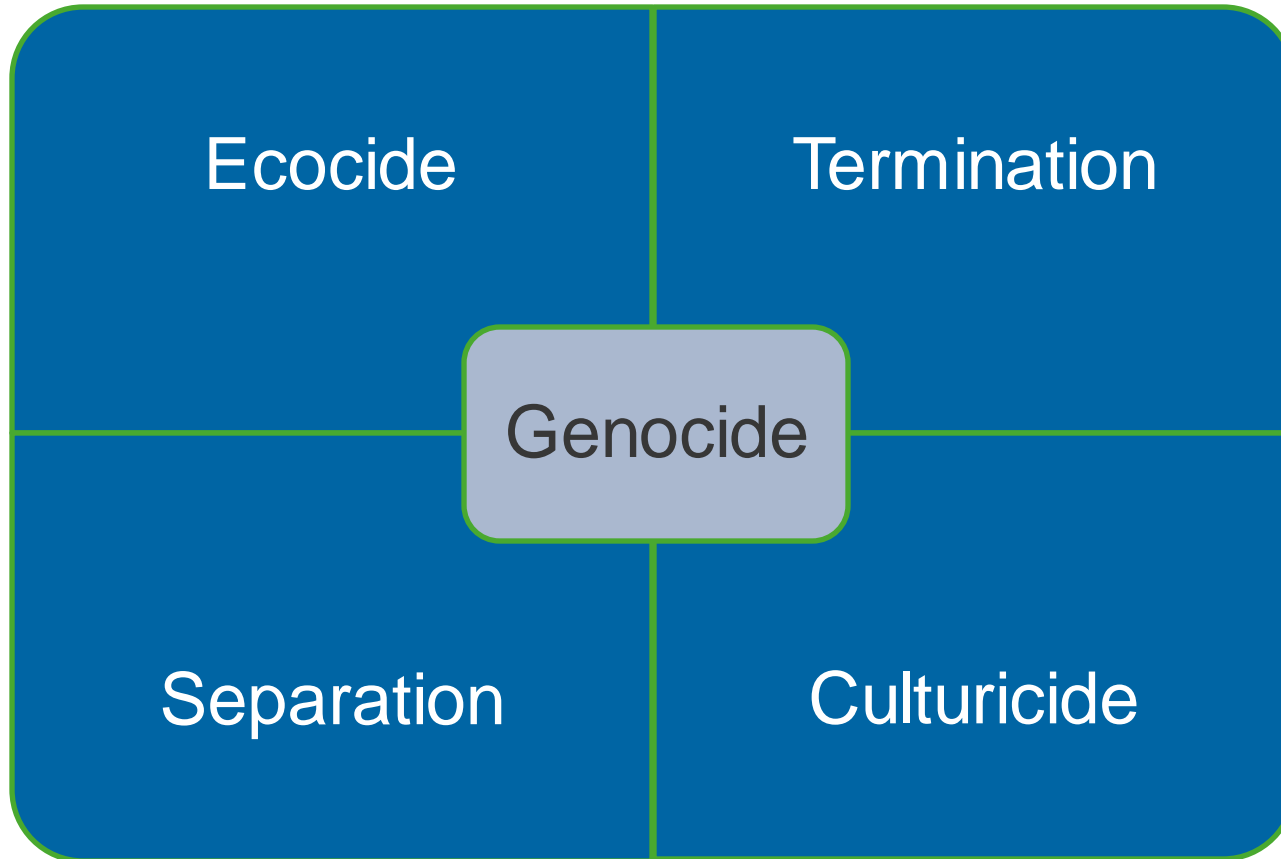 Ecocide
Termination
Genocide
Separation
Culturicide